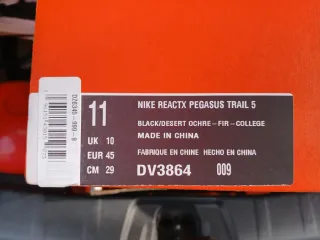 11
NIKE REACTX PEGASUS TRAIL 5
BLACK/DESERT OCHRE-FIR-COLLEGE
UK 10
MADE IN CHINA
EUR 45
FABRIQUE EN CHINE HECHO EN CHINA
CM 29
DV3864 009